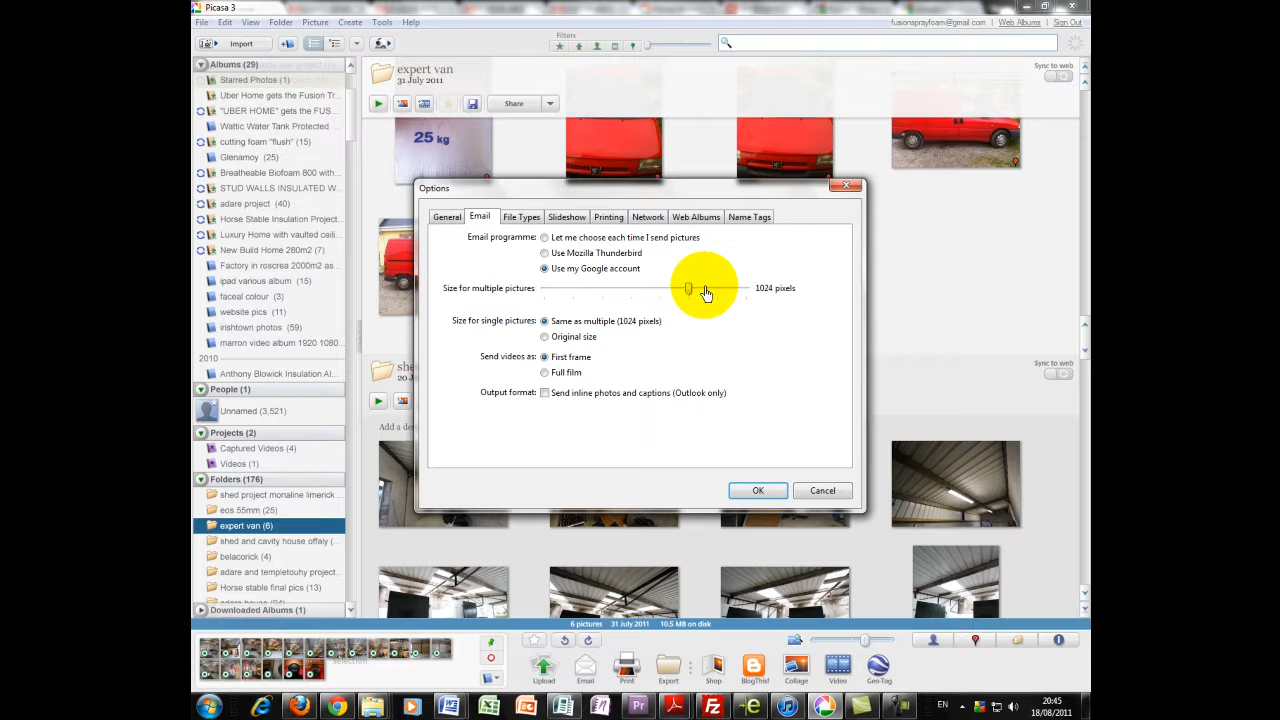 Picasa 3
File Edit View Folder Picture Create Tools Help
fusionsprayfoam@gmail.com Web Albums Sign Out
Import
Filters
Albums (29)
Starred Photos (1)
Uber Home gets the Fusion Tr...
"UBER HOME" gets the FUS...
Wattic Water Tank Protected
cutting foam "flush" (15)
Glenamoy (25)
Breatheable Biofoam 800 with...
STUD WALLS INSULATED W...
adare project (40)
Horse Stable Insulation Project...
Luxury Home with vaulted ceil...
New Build Home 280m2 (7)
Factory in roscrea 2000m2 as...
ipad various album (15)
faceal colour (3)
website pics (11)
irishtown photos (59)
marron video album 1920 1080...
2010
Anthony Blowick Insulation Al...
People (1)
Unnamed (3,521)
Projects (2)
Captured Videos (4)
Videos (1)
Folders (176)
shed project monaline limerick...
eos 55mm (25)
expert van (6)
shed and cavity house offaly (...
belacorick (4)
adare and templetouhy project...
Horse stable final pics (13)
Downloaded Albums (1)
expert van
31 July 2011
Sync to web
Share
25 kg
Options
General Email File Types Slideshow Printing Network Web Albums Name Tags
Email programme: Let me choose each time I send pictures
Use Mozilla Thunderbird
Use my Google account
Size for multiple pictures 1024 pixels
Size for single pictures: Same as multiple (1024 pixels)
Original size
Send videos as: First frame
Full film
Output format: Send inline photos and captions (Outlook only)
OK Cancel
she
20 J
Sync to web
Add a des
6 pictures 31 July 2011 10.5 MB on disk
Selection
Upload Email Print Export Shop BlogThis! Collage Video Geo-Tag
EN
20:45
18/08/2011